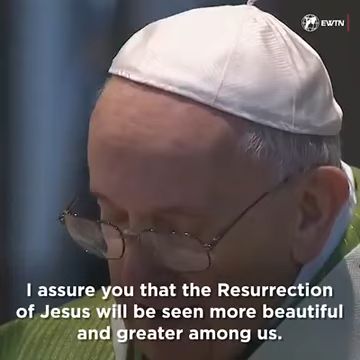 EWTN
I assure you that the Resurrection
of Jesus will be seen more beautiful
and greater among us.